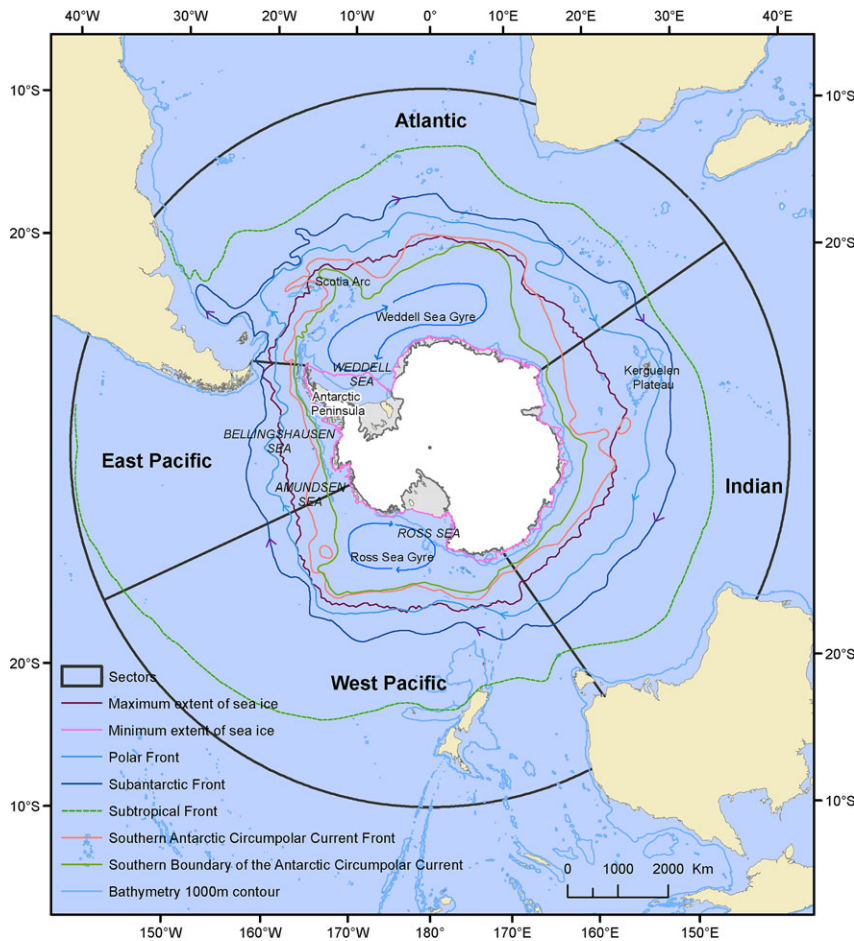 40°W 30°W 20°W 10°W 0° 10°E 20°E 30°E 40°E
10°S 10°S
Atlantic
20°S 20°S
Scotia Arc
Weddell Sea Gyre
WEDDELL
SEA
Kerguelen
Plateau
Antarctic
Peninsula
BELLINGSHAUSEN
SEA
East Pacific
AMUNDSEN
SEA
Indian
ROSS SEA
Ross Sea Gyre
20°S 20°S
West Pacific
Sectors
Maximum extent of sea ice
Minimum extent of sea ice
Polar Front
Subantarctic Front
10°S 10°S
Subtropical Front
Southern Antarctic Circumpolar Current Front
Southern Boundary of the Antarctic Circumpolar Current
Bathymetry 1000m contour
0 1000 2000 Km
150°W 160°W 170°W 180° 170°E 160°E 150°E